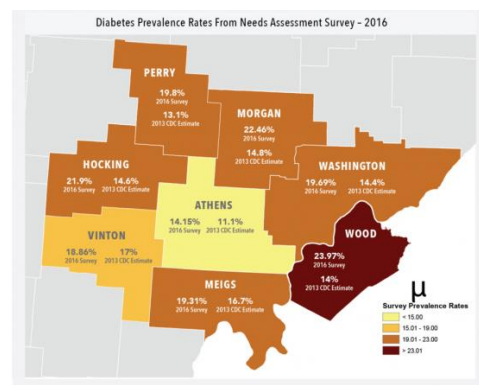 Diabetes Prevalence Rates From Needs Assessment Survey – 2016
PERRY
19.8%
2016 Survey
13.1%
2013 CDC Estimate
MORGAN
22.46%
2016 Survey
14.8%
2013 CDC Estimate
HOCKING
21.9% 14.6%
2016 Survey 2013 CDC Estimate
WASHINGTON
19.69% 14.4%
2016 Survey 2013 CDC Estimate
ATHENS
14.15% 11.1%
2016 Survey 2013 CDC Estimate
WOOD
23.97%
2016 Survey
14%
2013 CDC Estimate
VINTON
18.86% 17%
2016 Survey 2013 CDC Estimate
MEIGS
19.31% 16.7%
2016 Survey 2013 CDC Estimate
μ
Survey Prevalence Rates
< 15.00
15.01 - 19.00
19.01 - 23.00
> 23.01